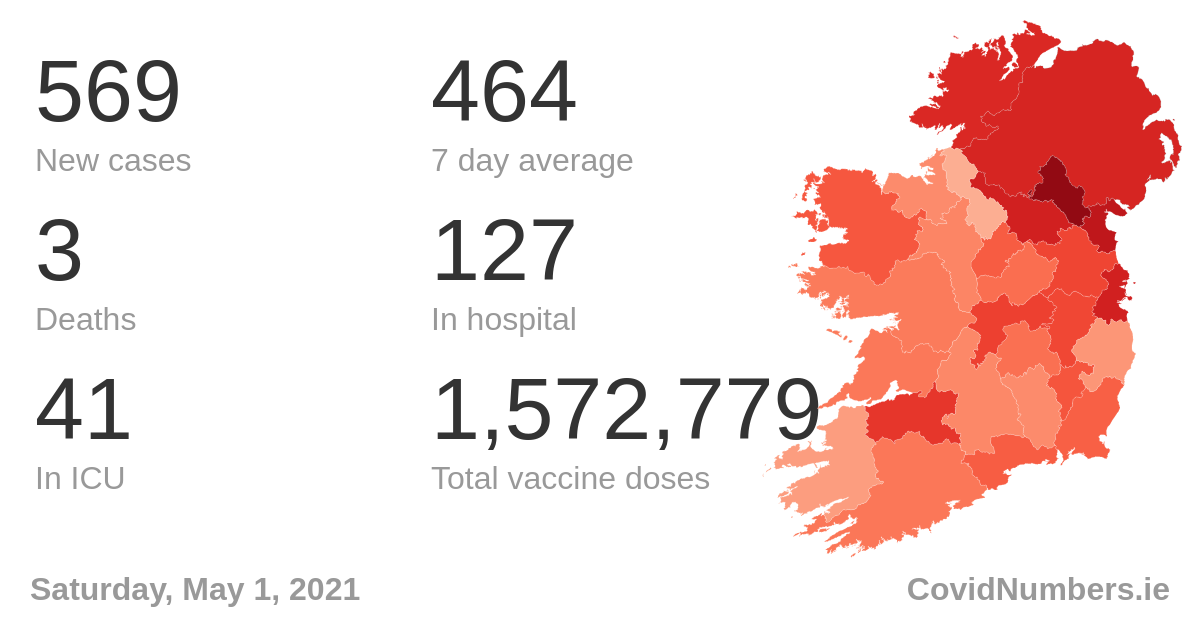 569
New cases
464
7 day average
3
Deaths
127
In hospital
41
In ICU
1,572,779
Total vaccine doses
Saturday, May 1, 2021
CovidNumbers.ie